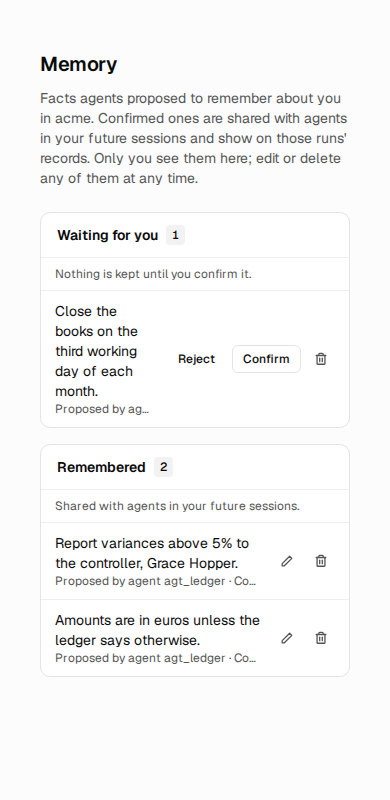 Memory
Facts agents proposed to remember about you
in acme. Confirmed ones are shared with agents
in your future sessions and show on those runs'
records. Only you see them here; edit or delete
any of them at any time.
Waiting for you 1
Nothing is kept until you confirm it.
Close the
books on the
third working
day of each
month.
Proposed by ag…
Reject Confirm
Remembered 2
Shared with agents in your future sessions.
Report variances above 5% to
the controller, Grace Hopper.
Proposed by agent agt_ledger · Co…
Amounts are in euros unless the
ledger says otherwise.
Proposed by agent agt_ledger · Co…